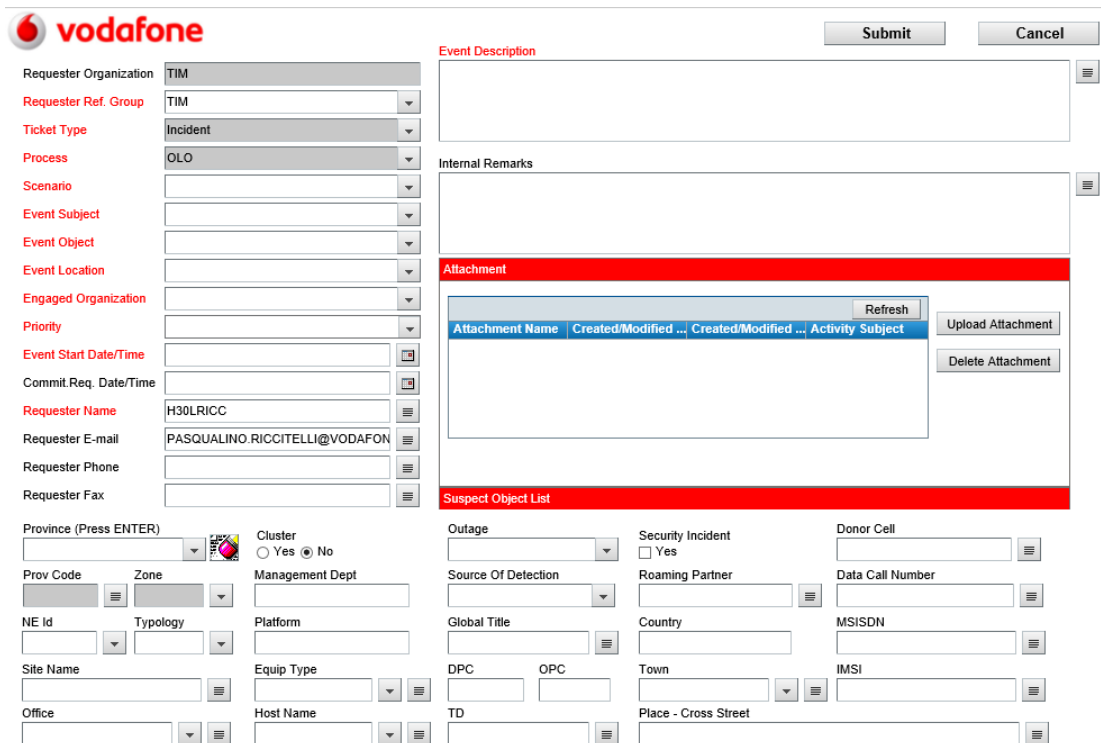 vodafone
Submit Cancel
Event Description
Requester Organization TIM
Requester Ref. Group TIM
Ticket Type Incident
Process OLO
Internal Remarks
Scenario
Event Subject
Event Object
Event Location
Attachment
Engaged Organization
Refresh
Priority
Attachment Name Created/Modified ... Created/Modified ... Activity Subject
Upload Attachment
Event Start Date/Time
Delete Attachment
Commit.Req. Date/Time
Requester Name H30LRICC
Requester E-mail PASQUALINO.RICCITELLI@VODAFON
Requester Phone
Requester Fax
Suspect Object List
Province (Press ENTER) Cluster Outage Security Incident Donor Cell
Yes No Yes
Prov Code Zone Management Dept Source Of Detection Roaming Partner Data Call Number
NE Id Typology Platform Global Title Country MSISDN
Site Name Equip Type DPC OPC Town IMSI
Office Host Name TD Place - Cross Street